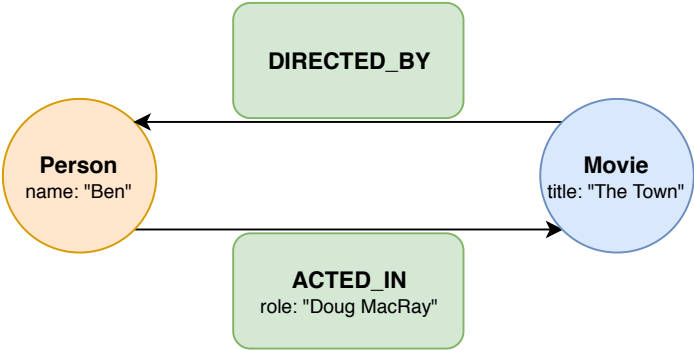 DIRECTED_BY
Person
name: "Ben"
Movie
title: "The Town"
ACTED_IN
role: "Doug MacRay"